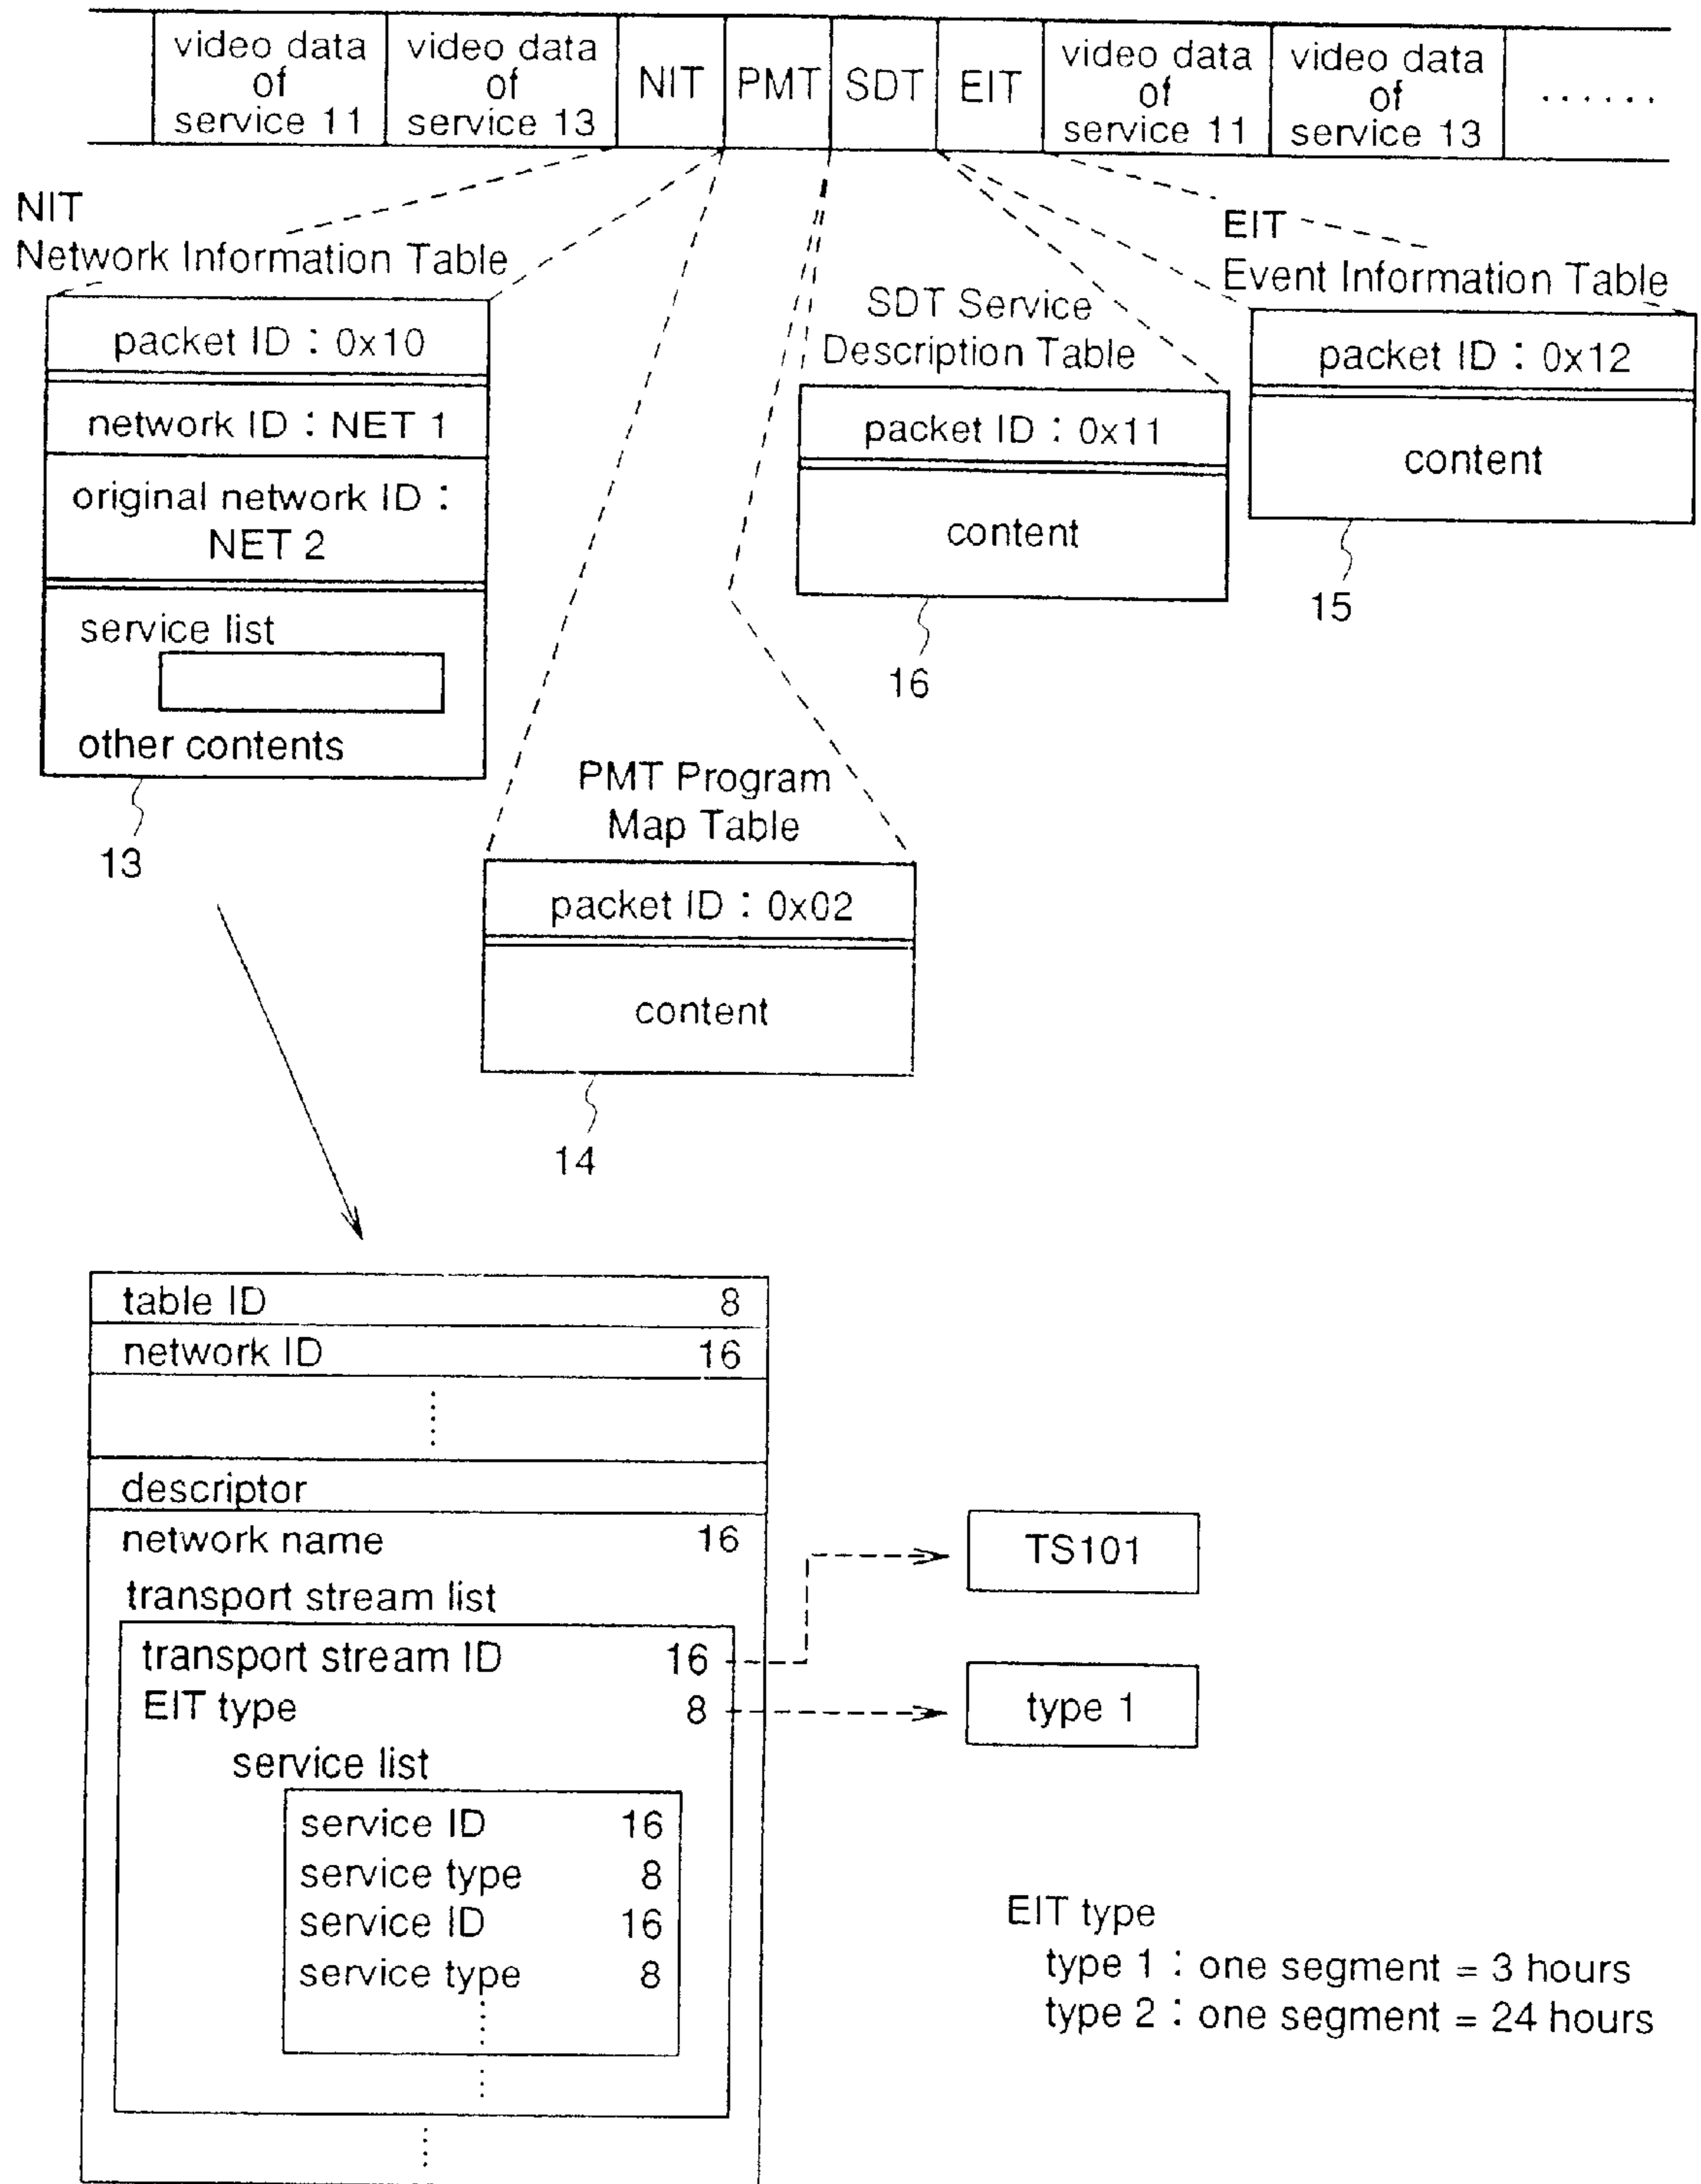 video data
of
service 11
video data
of
service 13
NIT
PMT
SDT
EIT
video data
of
service 11
video data
of
service 13
......
NIT
Network Information Table
packet ID : 0x10
network ID : NET 1
original network ID :
NET 2
service list
other contents
13
PMT Program
Map Table
packet ID : 0x02
content
14
SDT Service
Description Table
packet ID : 0x11
content
16
EIT
Event Information Table
packet ID : 0x12
content
15
table ID 8
network ID 16
descriptor
network name 16
transport stream list
transport stream ID 16
EIT type 8
service list
service ID 16
service type 8
service ID 16
service type 8
TS101
type 1
EIT type
type 1 : one segment = 3 hours
type 2 : one segment = 24 hours